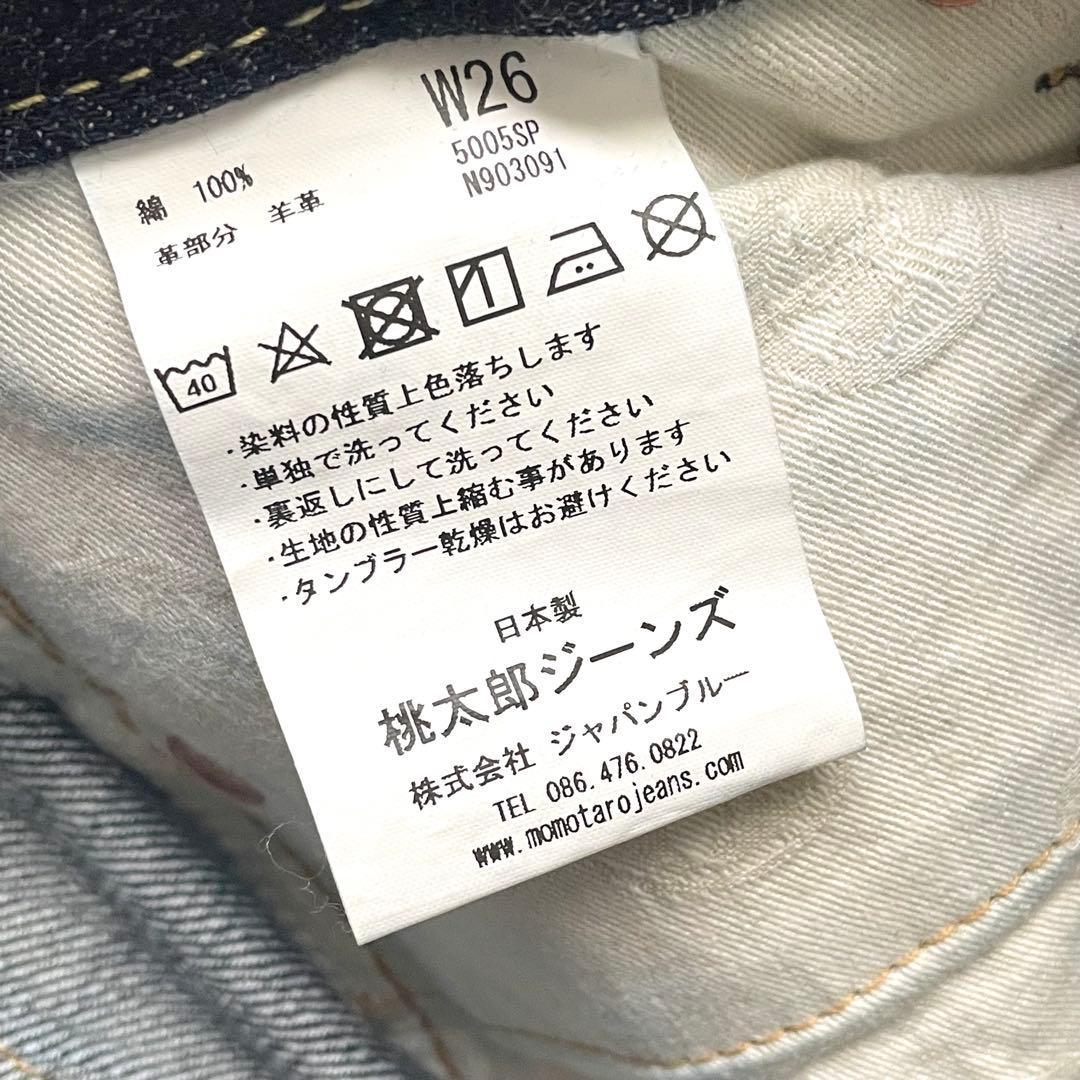 W26
5005SP
N903091
綿 100%
革部分 羊革
40
・染料の性質上色落ちします
・単独で洗ってください
・裏返しにして洗ってください
・生地の性質上縮む事があります
・タンブラー乾燥はお避けください
日本製
桃太郎ジーンズ
株式会社 ジャパンブルー
TEL 086.476.0822
www.momotarojeans.com